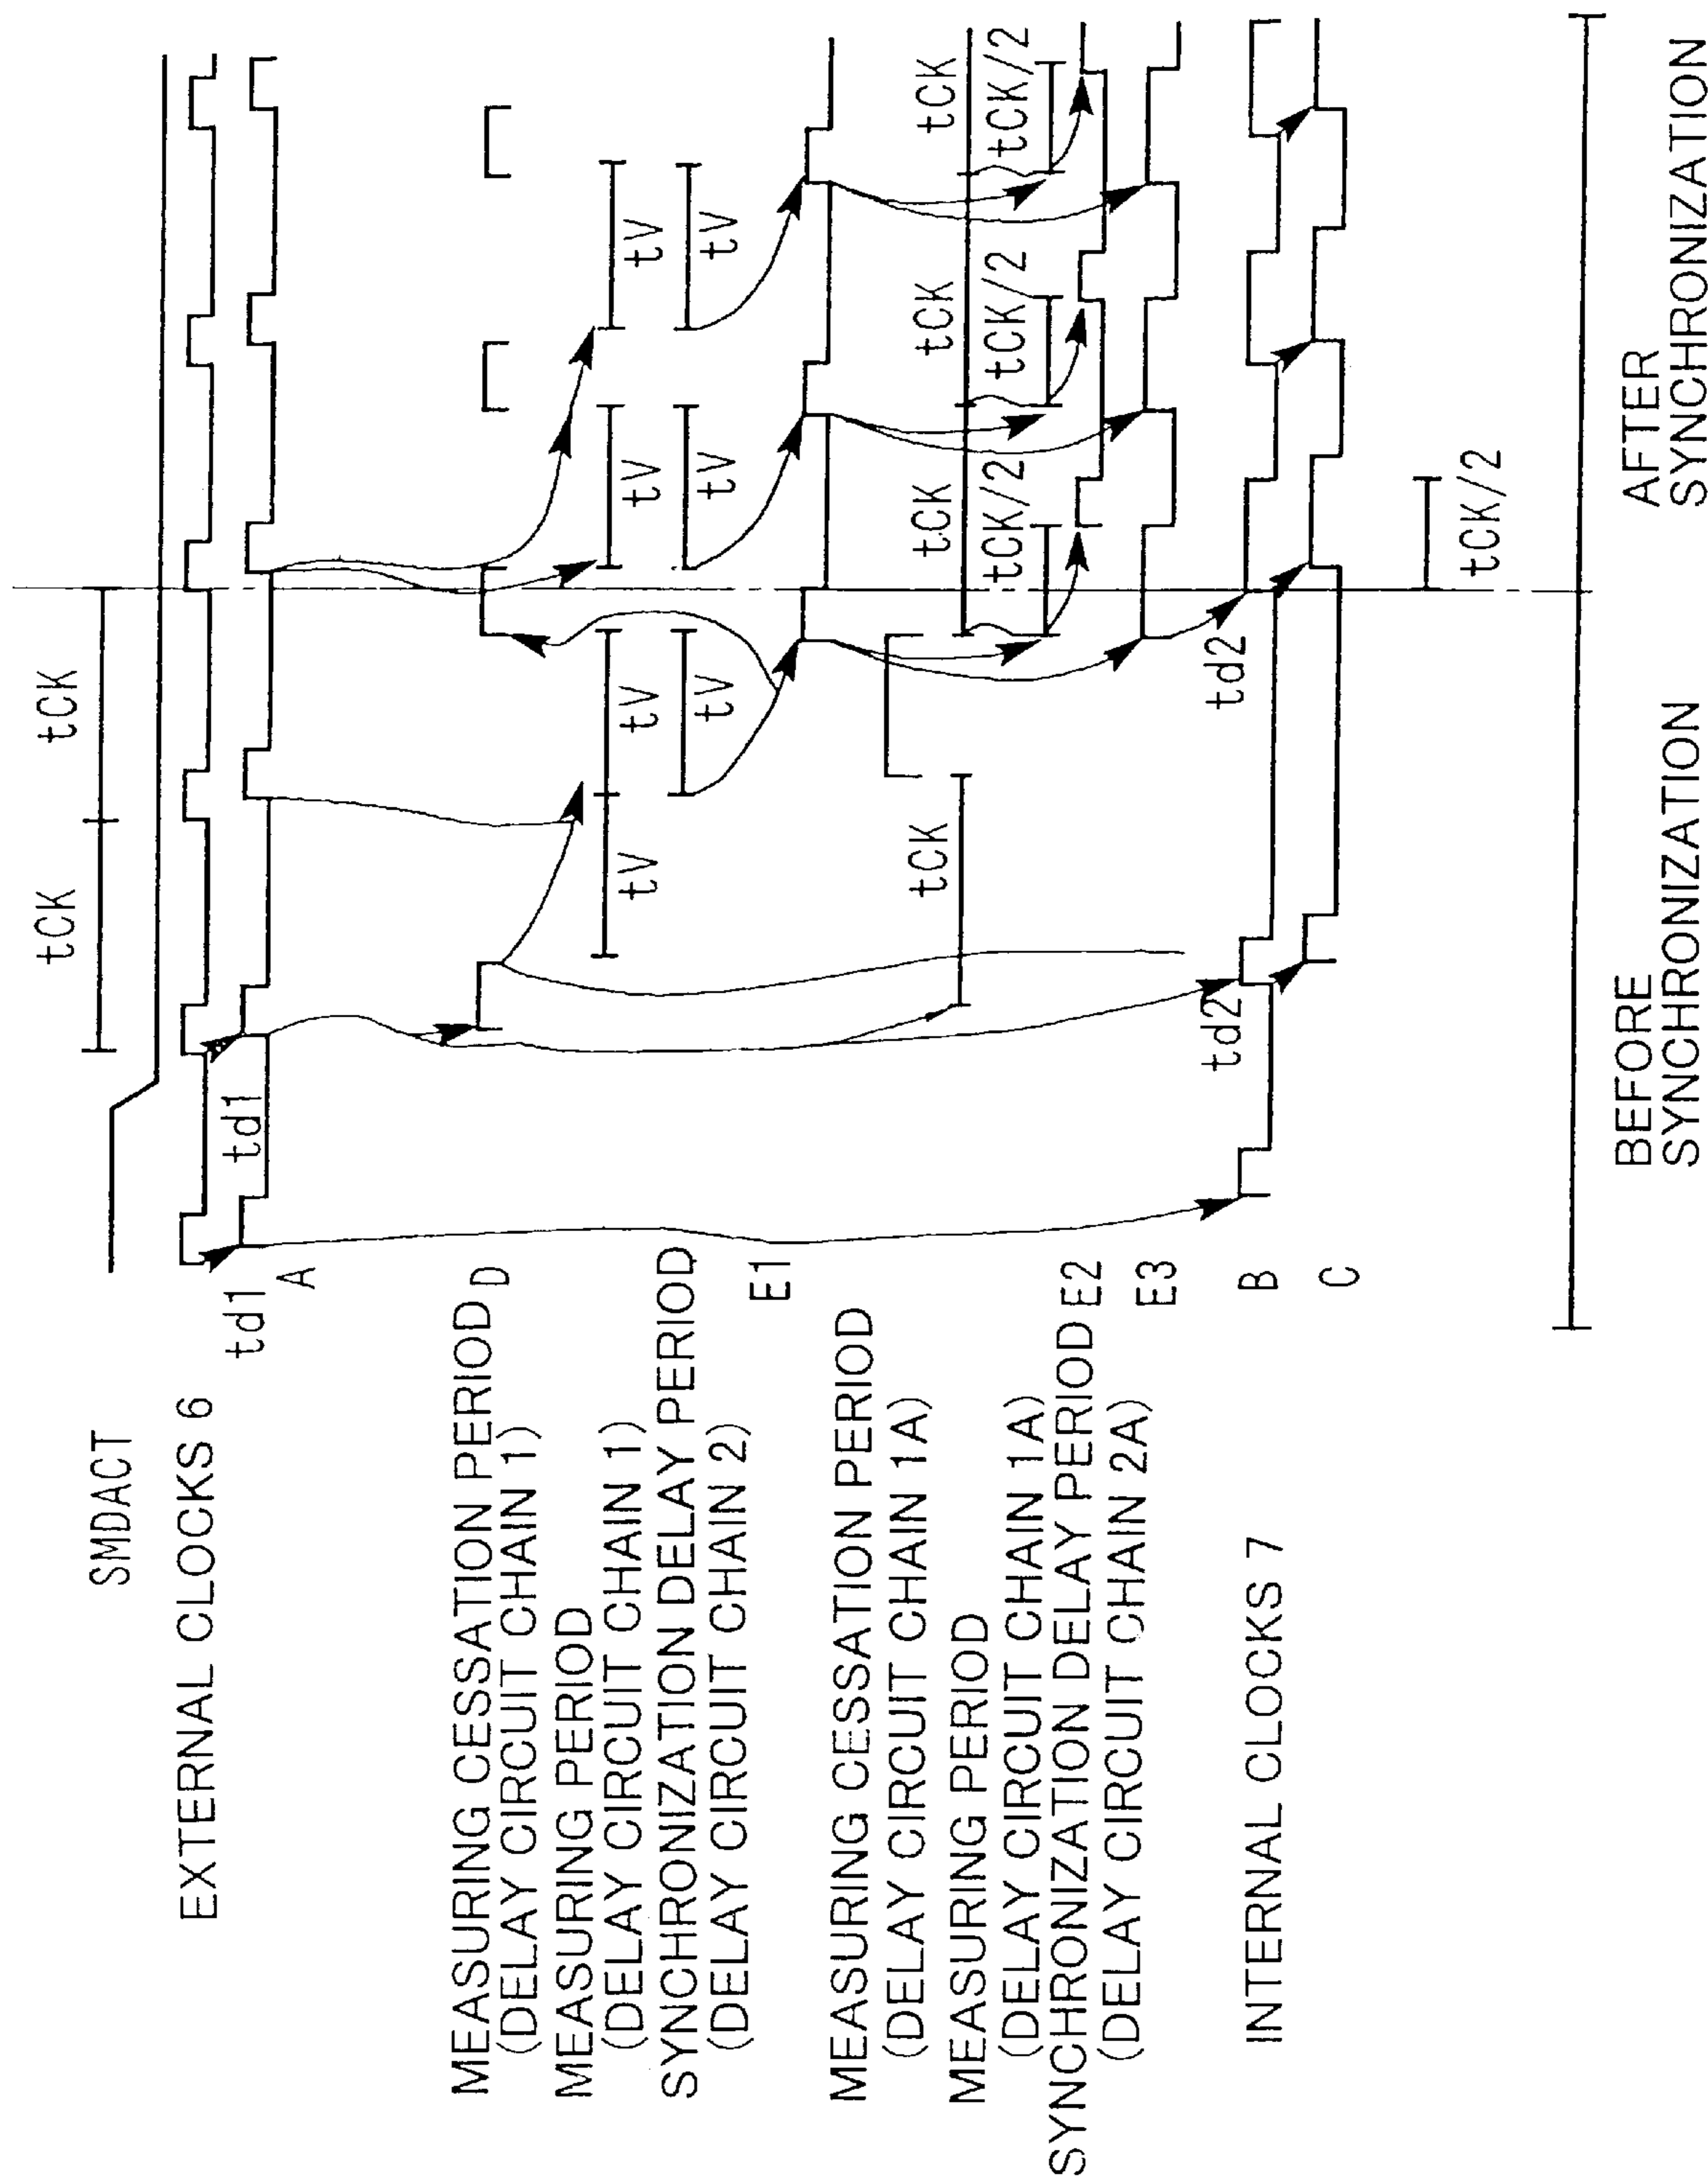 SMDACT
tCK
tCK
EXTERNAL CLOCKS 6
td1
td1
A
MEASURING CESSATION PERIOD
(DELAY CIRCUIT CHAIN 1)
D
MEASURING PERIOD
(DELAY CIRCUIT CHAIN 1)
tV
tV
tV
tV
SYNCHRONIZATION DELAY PERIOD
(DELAY CIRCUIT CHAIN 2)
tV
tV
tV
E1
MEASURING CESSATION PERIOD
(DELAY CIRCUIT CHAIN 1A)
MEASURING PERIOD
(DELAY CIRCUIT CHAIN 1A)
tCK
tCK
tCK
tCK
SYNCHRONIZATION DELAY PERIOD
(DELAY CIRCUIT CHAIN 2A)
tCK/2
tCK/2
tCK/2
E2
E3
INTERNAL CLOCKS 7
td2
td2
B
C
tCK/2
BEFORE
SYNCHRONIZATION
AFTER
SYNCHRONIZATION